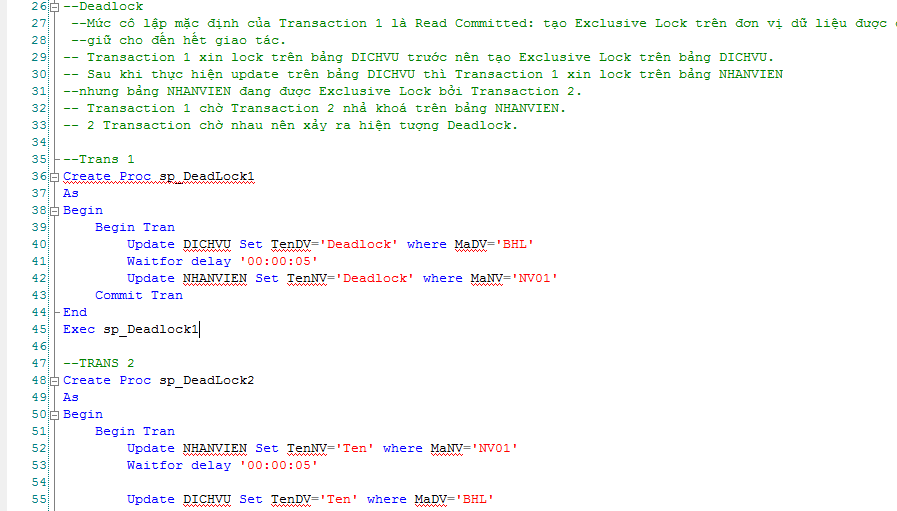 26 --Deadlock
27 --Mức cô lập mặc định của Transaction 1 là Read Committed: tạo Exclusive Lock trên đơn vị dữ liệu được
28 --giữ cho đến hết giao tác.
29 -- Transaction 1 xin lock trên bảng DICHVU trước nên tạo Exclusive Lock trên bảng DICHVU.
30 -- Sau khi thực hiện update trên bảng DICHVU thì Transaction 1 xin lock trên bảng NHANVIEN
31 --nhưng bảng NHANVIEN đang được Exclusive Lock bởi Transaction 2.
32 -- Transaction 1 chờ Transaction 2 nhả khoá trên bảng NHANVIEN.
33 -- 2 Transaction chờ nhau nên xảy ra hiện tượng Deadlock.
34
35 --Trans 1
36 Create Proc sp_DeadLock1
37 As
38 Begin
39 Begin Tran
40 Update DICHVU Set TenDV='Deadlock' where MaDV='BHL'
41 Waitfor delay '00:00:05'
42 Update NHANVIEN Set TenNV='Deadlock' where MaNV='NV01'
43 Commit Tran
44 End
45 Exec sp_Deadlock1
46
47 --TRANS 2
48 Create Proc sp_DeadLock2
49 As
50 Begin
51 Begin Tran
52 Update NHANVIEN Set TenNV='Ten' where MaNV='NV01'
53 Waitfor delay '00:00:05'
54
55 Update DICHVU Set TenDV='Ten' where MaDV='BHL'